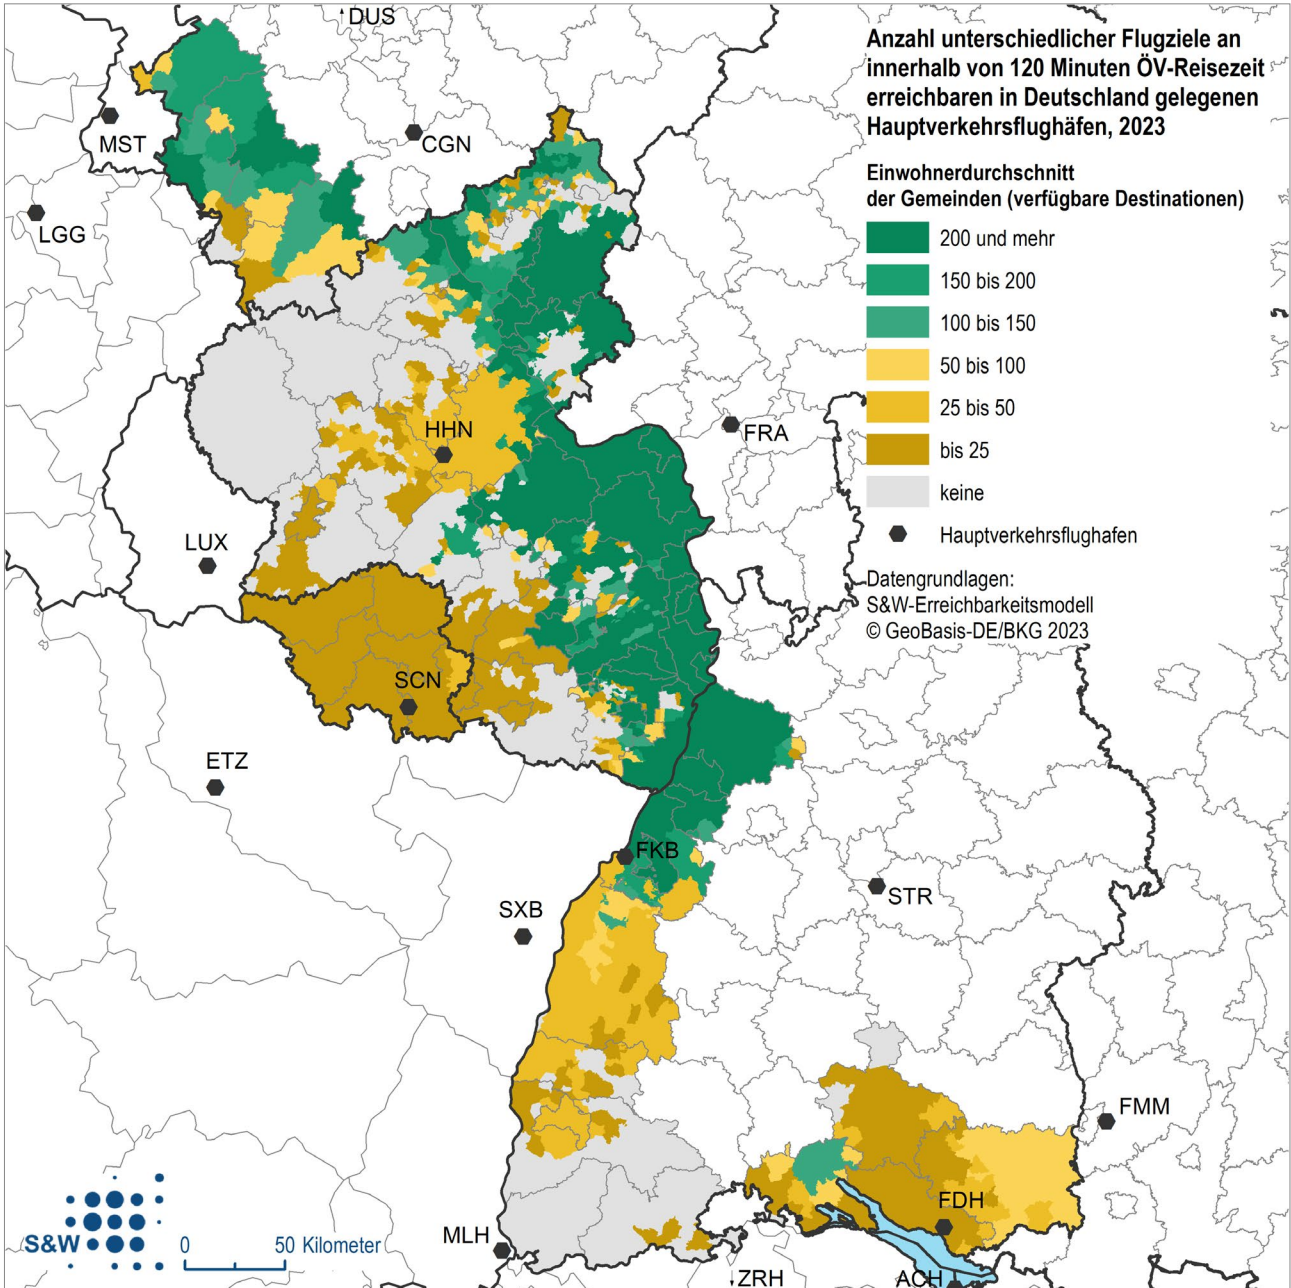 DUS
Anzahl unterschiedlicher Flugziele an
innerhalb von 120 Minuten ÖV-Reisezeit
erreichbaren in Deutschland gelegenen
Hauptverkehrsflughäfen, 2023
Einwohnerdurchschnitt
der Gemeinden (verfügbare Destinationen)
200 und mehr
150 bis 200
100 bis 150
50 bis 100
25 bis 50
bis 25
keine
Hauptverkehrsflughafen
Datengrundlagen:
S&W-Erreichbarkeitsmodell
© GeoBasis-DE/BKG 2023
MST
CGN
LGG
FRA
HHN
LUX
SCN
ETZ
FKB
STR
SXB
FMM
FDH
MLH
ZRH
ACH
S&W
0 50 Kilometer